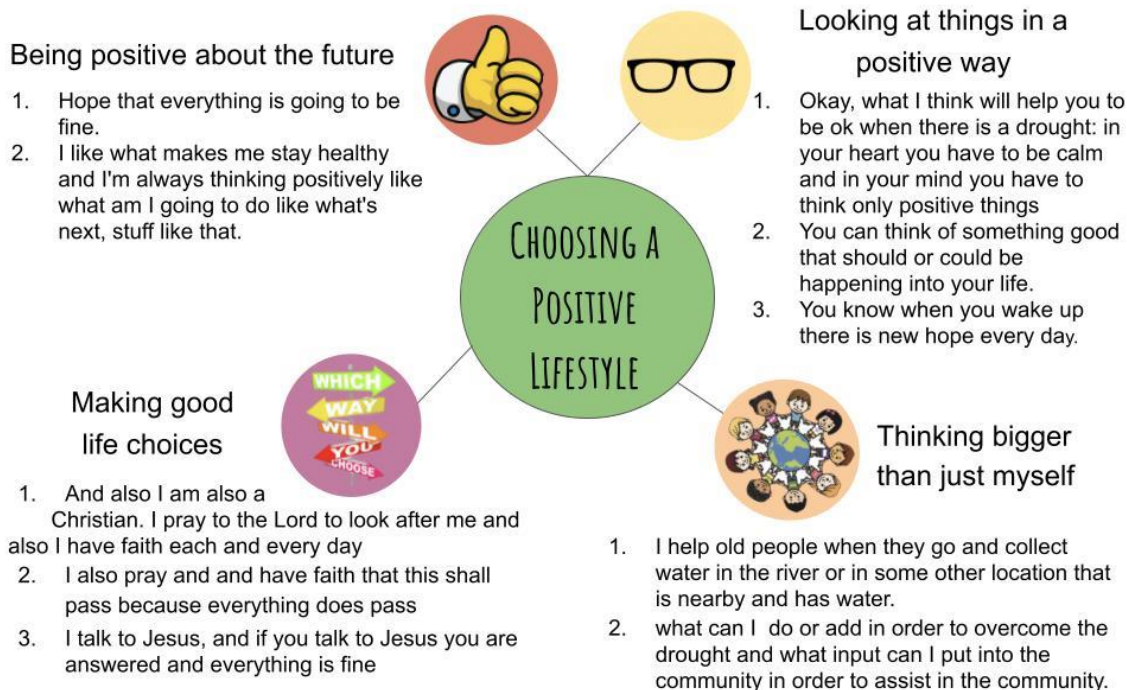 Being positive about the future
1. Hope that everything is going to be
fine.
2. I like what makes me stay healthy
and I'm always thinking positively like
what am I going to do like what's
next, stuff like that.
Looking at things in a
positive way
1. Okay, what I think will help you to
be ok when there is a drought: in
your heart you have to be calm
and in your mind you have to
think only positive things
2. You can think of something good
that should or could be
happening into your life.
3. You know when you wake up
there is new hope every day.
CHOOSING A
POSITIVE
LIFESTYLE
Making good
life choices
WHICH
WAY
WILL
YOU
CHOOSE
1. And also I am also a
Christian. I pray to the Lord to look after me and
also I have faith each and every day
2. I also pray and and have faith that this shall
pass because everything does pass
3. I talk to Jesus, and if you talk to Jesus you are
answered and everything is fine
Thinking bigger
than just myself
1. I help old people when they go and collect
water in the river or in some other location that
is nearby and has water.
2. what can I do or add in order to overcome the
drought and what input can I put into the
community in order to assist in the community.